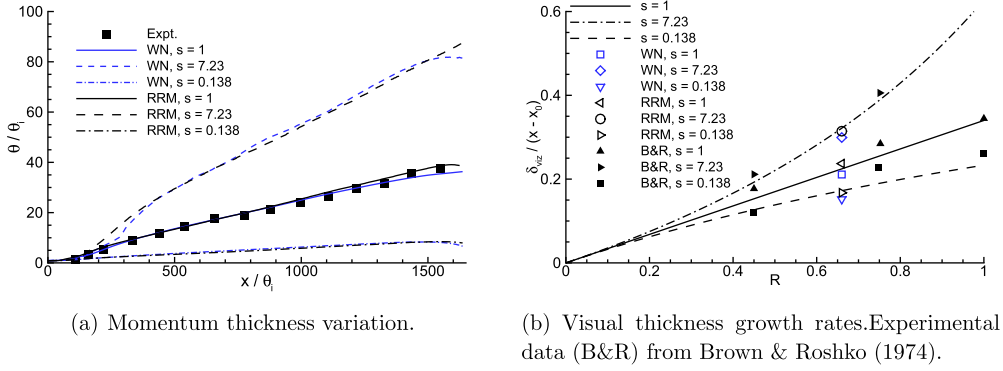 100
80
60
40
20
0
0
500
1000
1500
θ / θi
x / θi
Expt.
WN, s = 1
WN, s = 7.23
WN, s = 0.138
RRM, s = 1
RRM, s = 7.23
RRM, s = 0.138
(a) Momentum thickness variation.
0.6
0.4
0.2
0
0
0.2
0.4
0.6
0.8
1
δviz / (x - x0)
R
s = 1
s = 7.23
s = 0.138
WN, s = 1
WN, s = 7.23
WN, s = 0.138
RRM, s = 1
RRM, s = 7.23
RRM, s = 0.138
B&R, s = 1
B&R, s = 7.23
B&R, s = 0.138
(b) Visual thickness growth rates.Experimental
data (B&R) from Brown & Roshko (1974).